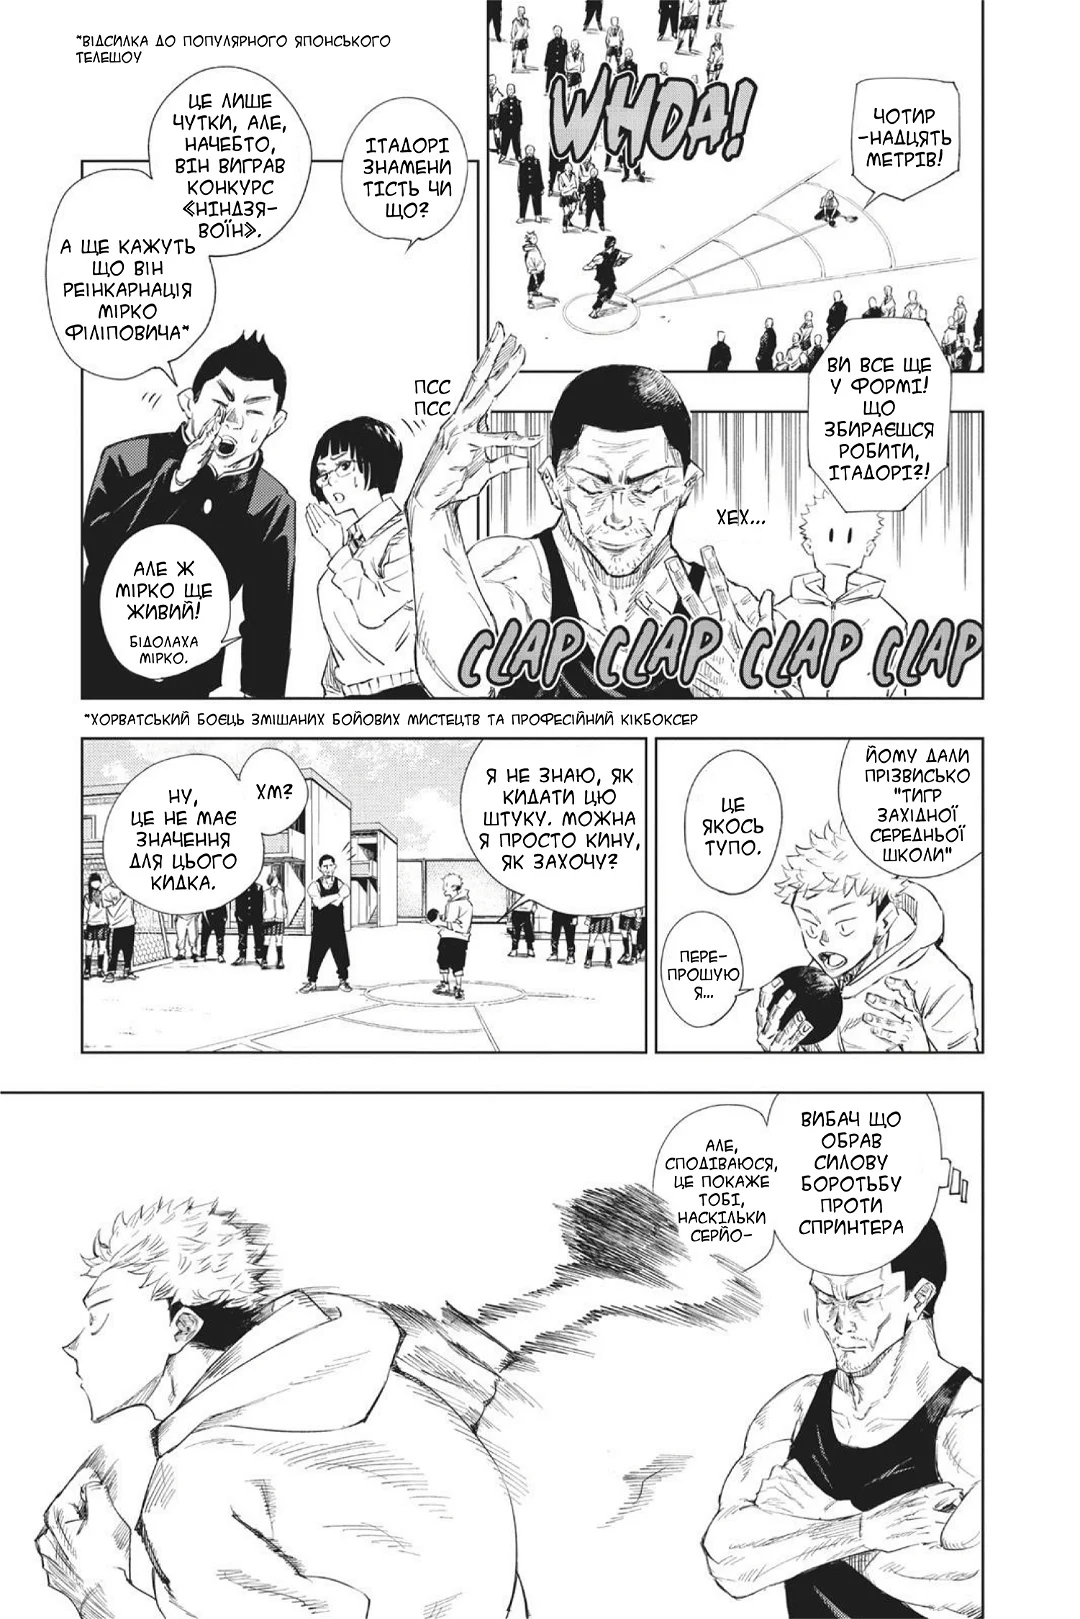 *ВІДСИЛКА ДО ПОПУЛЯРНОГО ЯПОНСЬКОГО
ТЕЛЕШОУ
WHOA!
ЧОТИР
-НАДЦЯТЬ
МЕТРІВ!
ВИ ВСЕ ЩЕ
У ФОРМІ!
ЩО
ЗБИРАЄШСЯ
РОБИТИ,
ІТАДОРІ?!
ХЕХ...
CLAP CLAP CLAP CLAP
ІТАДОРІ
ЗНАМЕНИ
ТІСТЬ ЧИ
ЩО?
ПСС
ПСС
ЦЕ ЛИШЕ
ЧУТКИ, АЛЕ,
НАЧЕБТО,
ВІН ВИГРАВ
КОНКУРС
«НІНДЗЯ-
ВОЇН».
А ЩЕ КАЖУТЬ
ЩО ВІН
РЕІНКАРНАЦІЯ
МІРКО
ФІЛІПОВИЧА*
АЛЕ Ж
МІРКО ЩЕ
ЖИВИЙ!
БІДОЛАХА
МІРКО.
*ХОРВАТСЬКИЙ БОЄЦЬ ЗМІШАНИХ БОЙОВИХ МИСТЕЦТВ ТА ПРОФЕСІЙНИЙ КІКБОКСЕР
ЙОМУ ДАЛИ
ПРІЗВИСЬКО
"ТИГР
ЗАХІДНОЇ
СЕРЕДНЬОЇ
ШКОЛИ"
ЦЕ
ЯКОСЬ
ТУПО.
ПЕРЕ-
ПРОШУЮ
Я...
Я НЕ ЗНАЮ, ЯК
КИДАТИ ЦЮ
ШТУКУ. МОЖНА
Я ПРОСТО КИНУ,
ЯК ЗАХОЧУ?
ХМ?
НУ,
ЦЕ НЕ МАЄ
ЗНАЧЕННЯ
ДЛЯ ЦЬОГО
КИДКА.
ВИБАЧ ЩО
ОБРАВ
СИЛОВУ
БОРОТЬБУ
ПРОТИ
СПРИНТЕРА
АЛЕ,
СПОДІВАЮСЯ,
ЦЕ ПОКАЖЕ
ТОБІ,
НАСКІЛЬКИ
СЕРЙО-